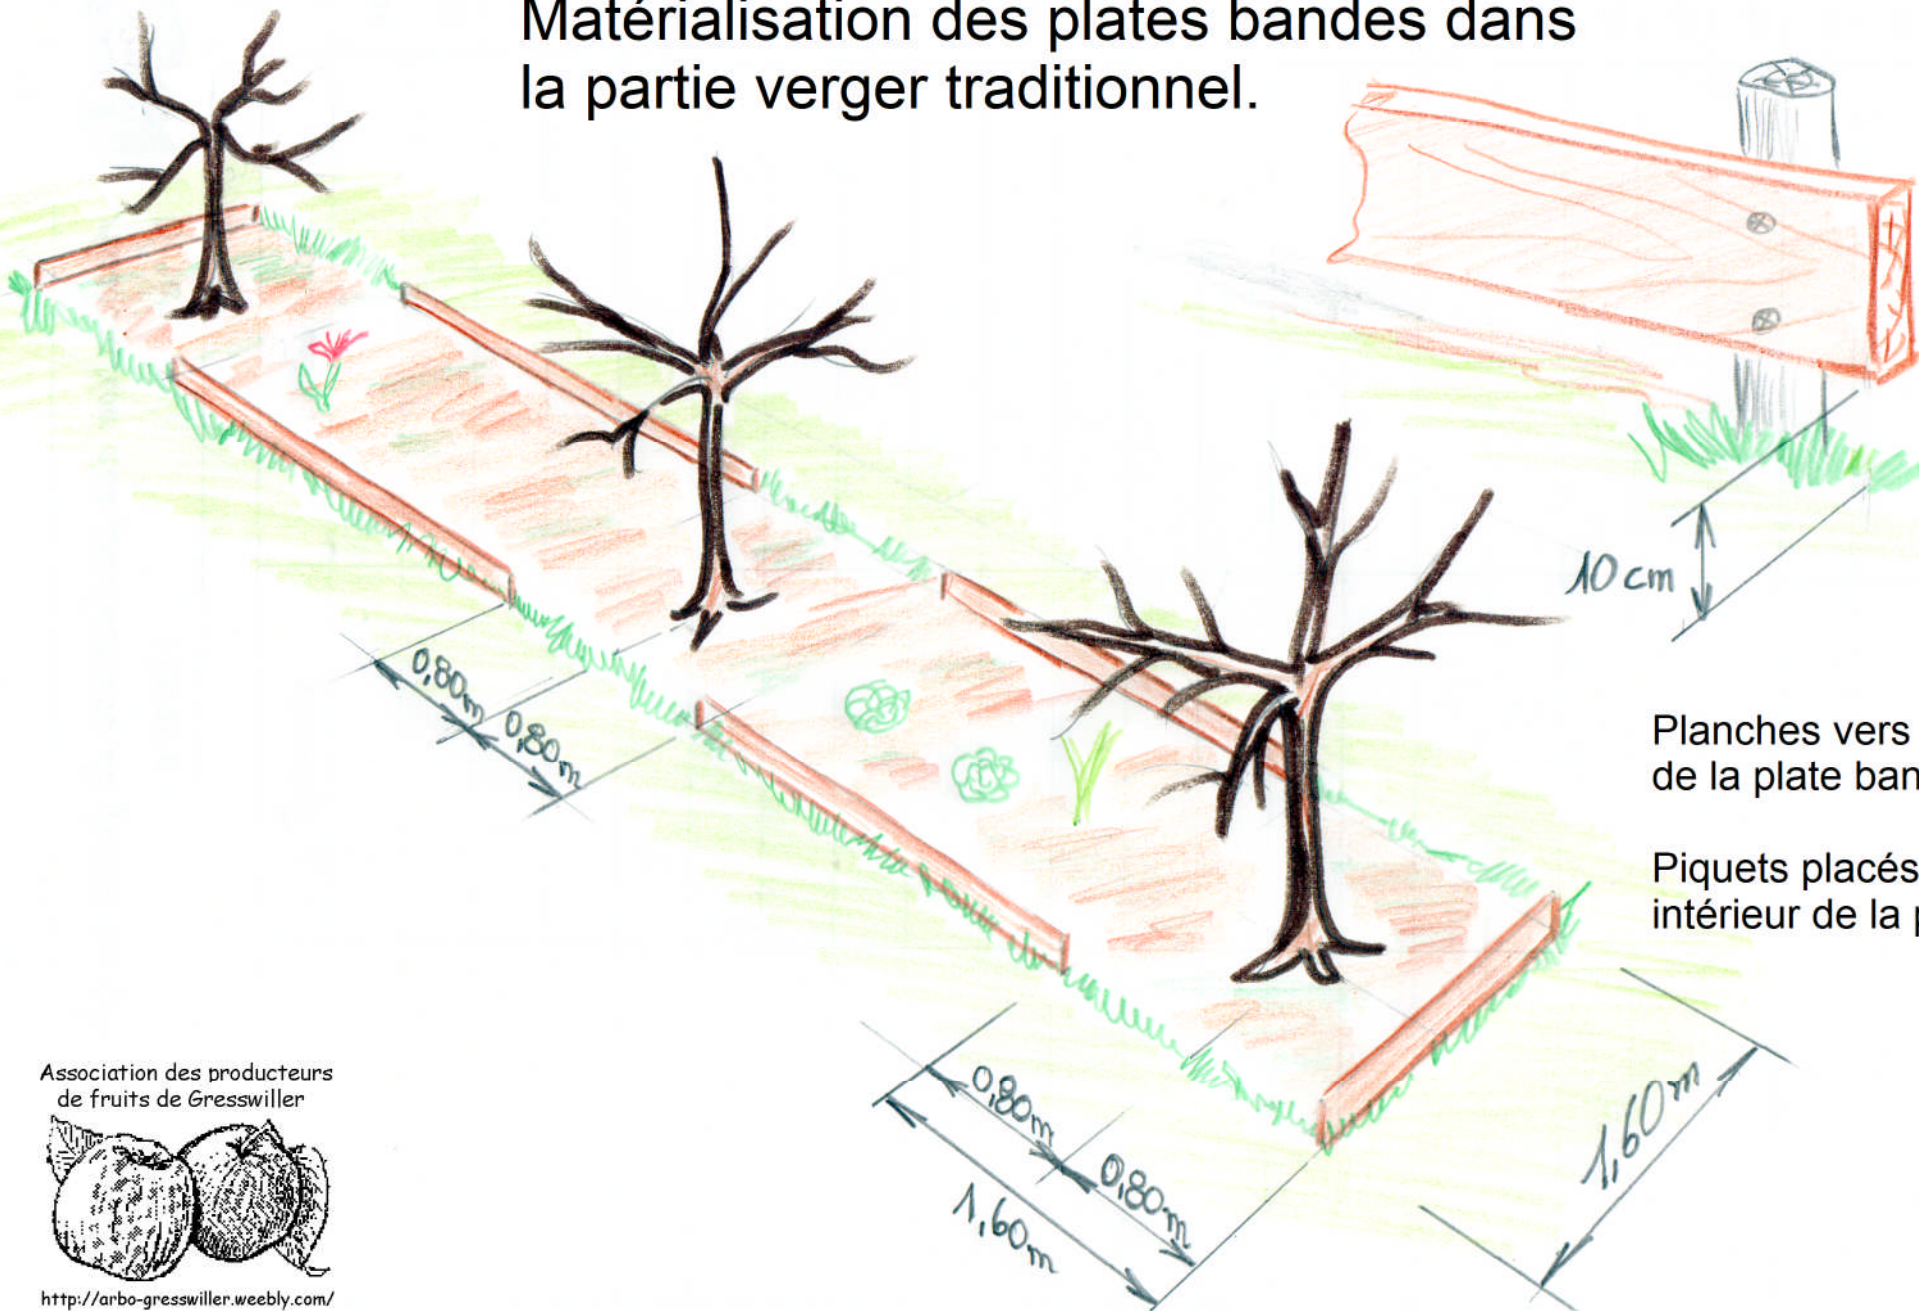 Matérialisation des plates bandes dans
la partie verger traditionnel.
10 cm
0,80m
0,80m
Planches vers
de la plate ban
Piquets placés
intérieur de la p
0,80m
0,80m
1,60m
1,60m
Association des producteurs
de fruits de Gresswiller
http://arbo-gresswiller.weebly.com/